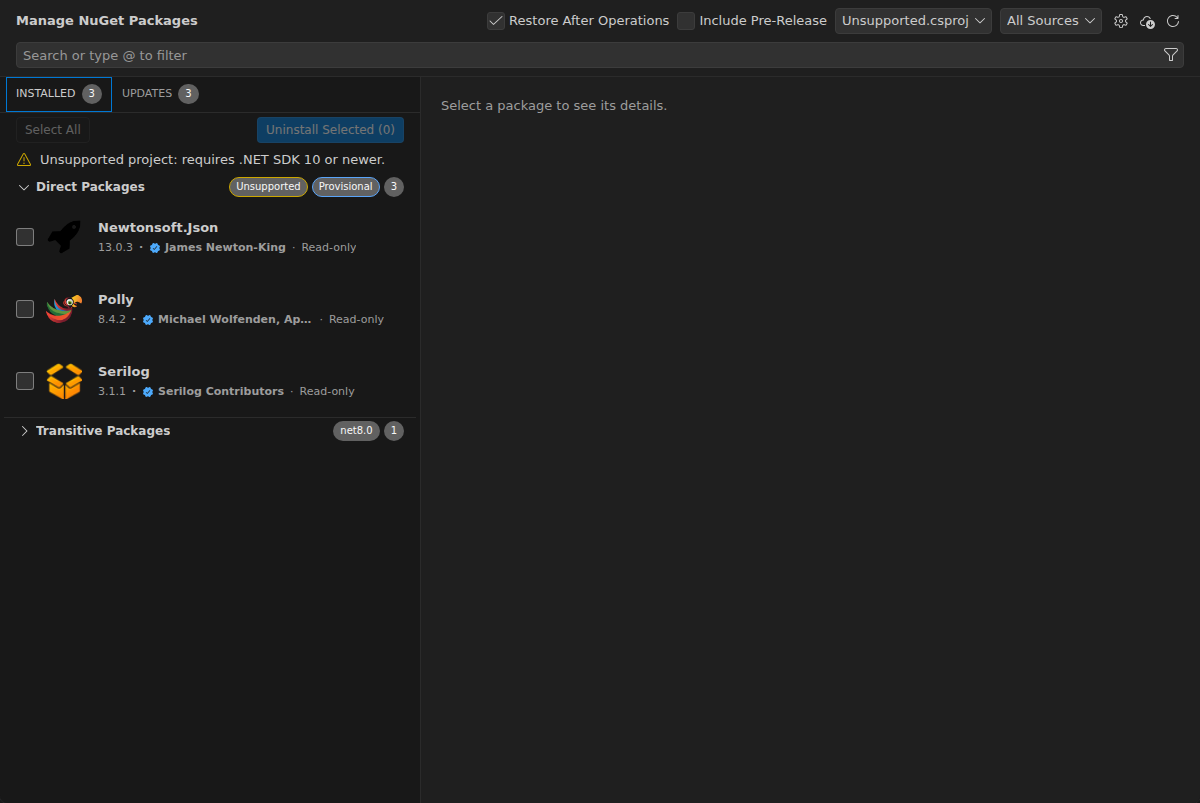 Manage NuGet Packages
Restore After Operations
Include Pre-Release
Unsupported.csproj
All Sources
Search or type @ to filter
INSTALLED 3
UPDATES 3
Select All
Uninstall Selected (0)
Unsupported project: requires .NET SDK 10 or newer.
Direct Packages Unsupported Provisional 3
Newtonsoft.Json
13.0.3 · James Newton-King · Read-only
Polly
8.4.2 · Michael Wolfenden, Ap... · Read-only
Serilog
3.1.1 · Serilog Contributors · Read-only
Transitive Packages net8.0 1
Select a package to see its details.